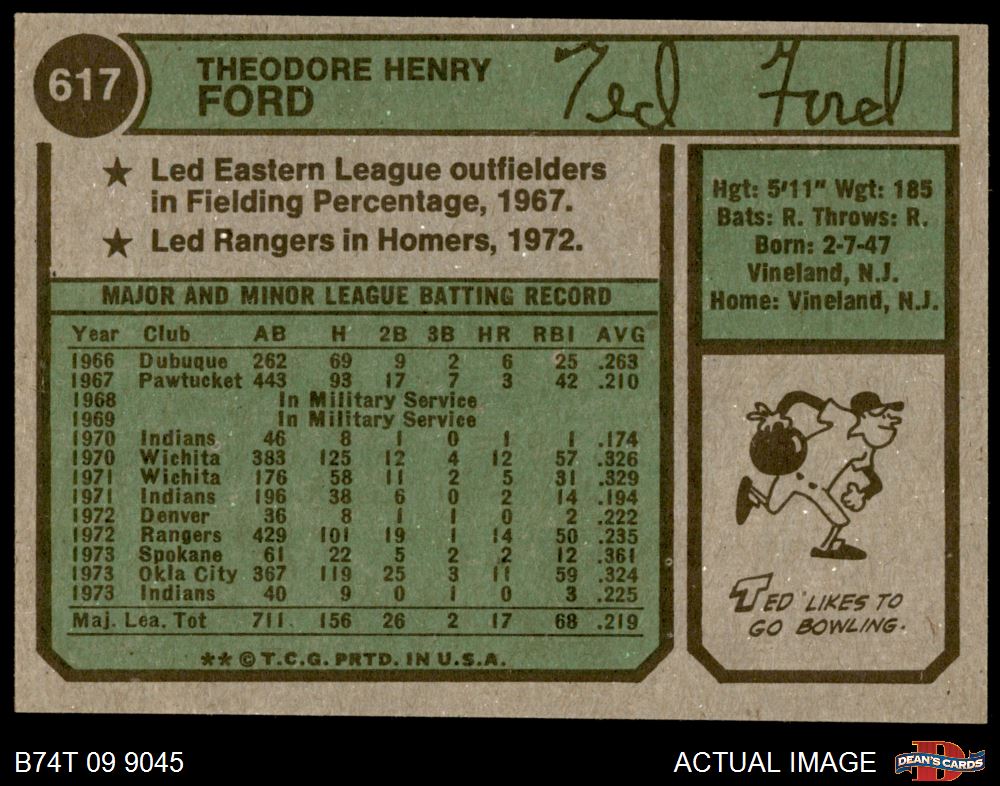 617
THEODORE HENRY
FORD
Ted Ford
★ Led Eastern League outfielders
in Fielding Percentage, 1967.
★ Led Rangers in Homers, 1972.
Hgt: 5'11" Wgt: 185
Bats: R. Throws: R.
Born: 2-7-47
Vineland, N.J.
Home: Vineland, N.J.
MAJOR AND MINOR LEAGUE BATTING RECORD
Year Club AB H 2B 3B HR RBI AVG
1966 Dubuque 262 69 9 2 6 25 .263
1967 Pawtucket 443 93 17 7 3 42 .210
1968 In Military Service
1969 In Military Service
1970 Indians 46 8 1 0 1 1 .174
1970 Wichita 383 125 12 4 12 57 .326
1971 Wichita 176 58 11 2 5 31 .329
1971 Indians 196 38 6 0 2 14 .194
1972 Denver 36 8 1 1 0 2 .222
1972 Rangers 429 101 19 1 14 50 .235
1973 Spokane 61 22 5 2 2 12 .361
1973 Okla City 367 119 25 3 11 59 .324
1973 Indians 40 9 0 1 0 3 .225
Maj. Lea. Tot 711 156 26 2 17 68 .219
** © T.C.G. PRTD. IN U.S.A.
TED LIKES TO
GO BOWLING.
B74T 09 9045
ACTUAL IMAGE
D
DEAN'S CARDS